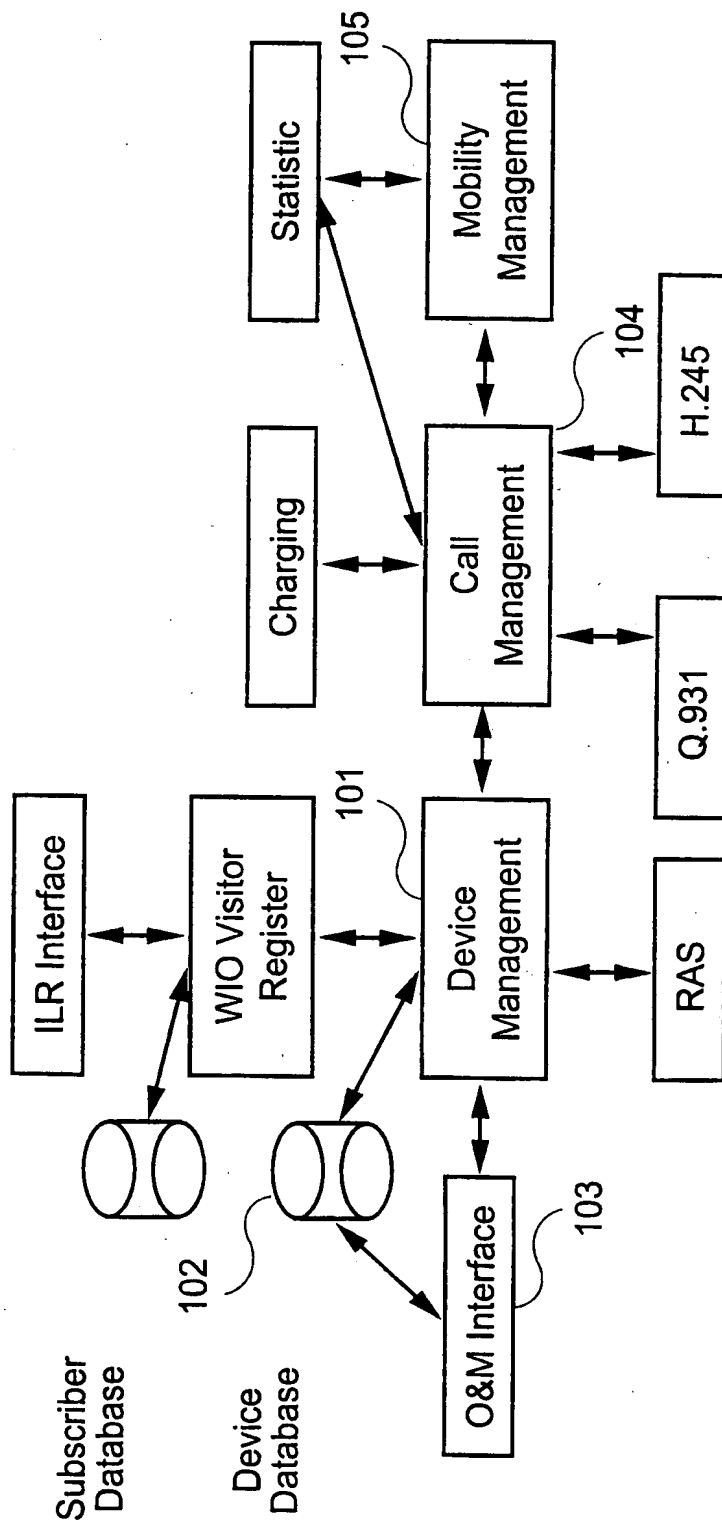 Subscriber
Database
ILR Interface
Device
Database
102
WIO Visitor
Register
Charging
Statistic
101
105
O&M Interface
103
Device
Management
Call
Management
104
Mobility
Management
RAS
Q.931
H.245